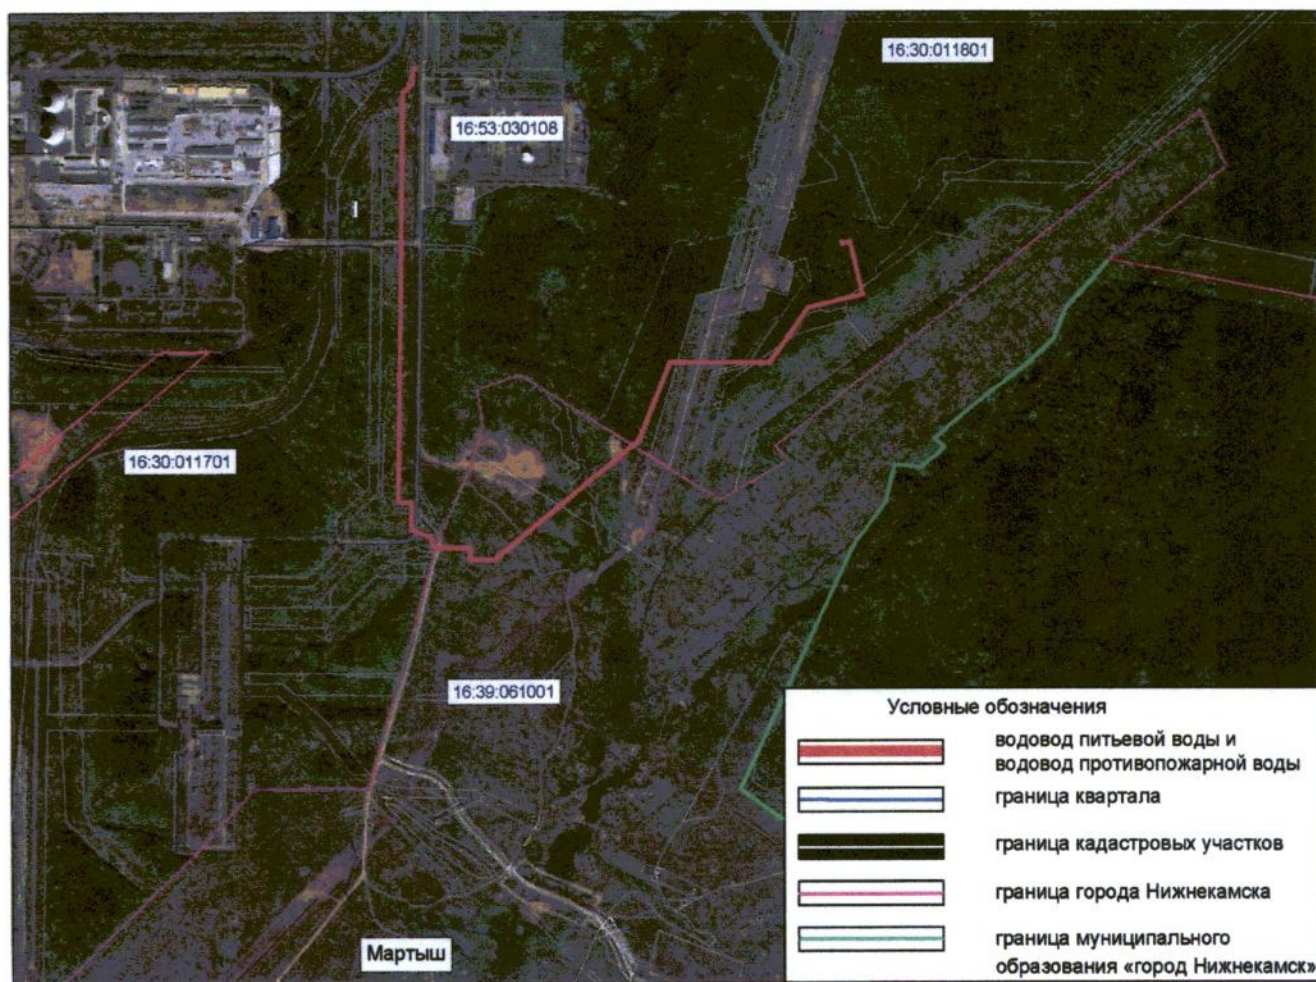 16:30:011801
16:53:030108
16:30:011701
16:39:061001
Мартыш
Условные обозначения
водовод питьевой воды и
водовод противопожарной воды
граница квартала
граница кадастровых участков
граница города Нижнекамска
граница муниципального
образования «город Нижнекамск»